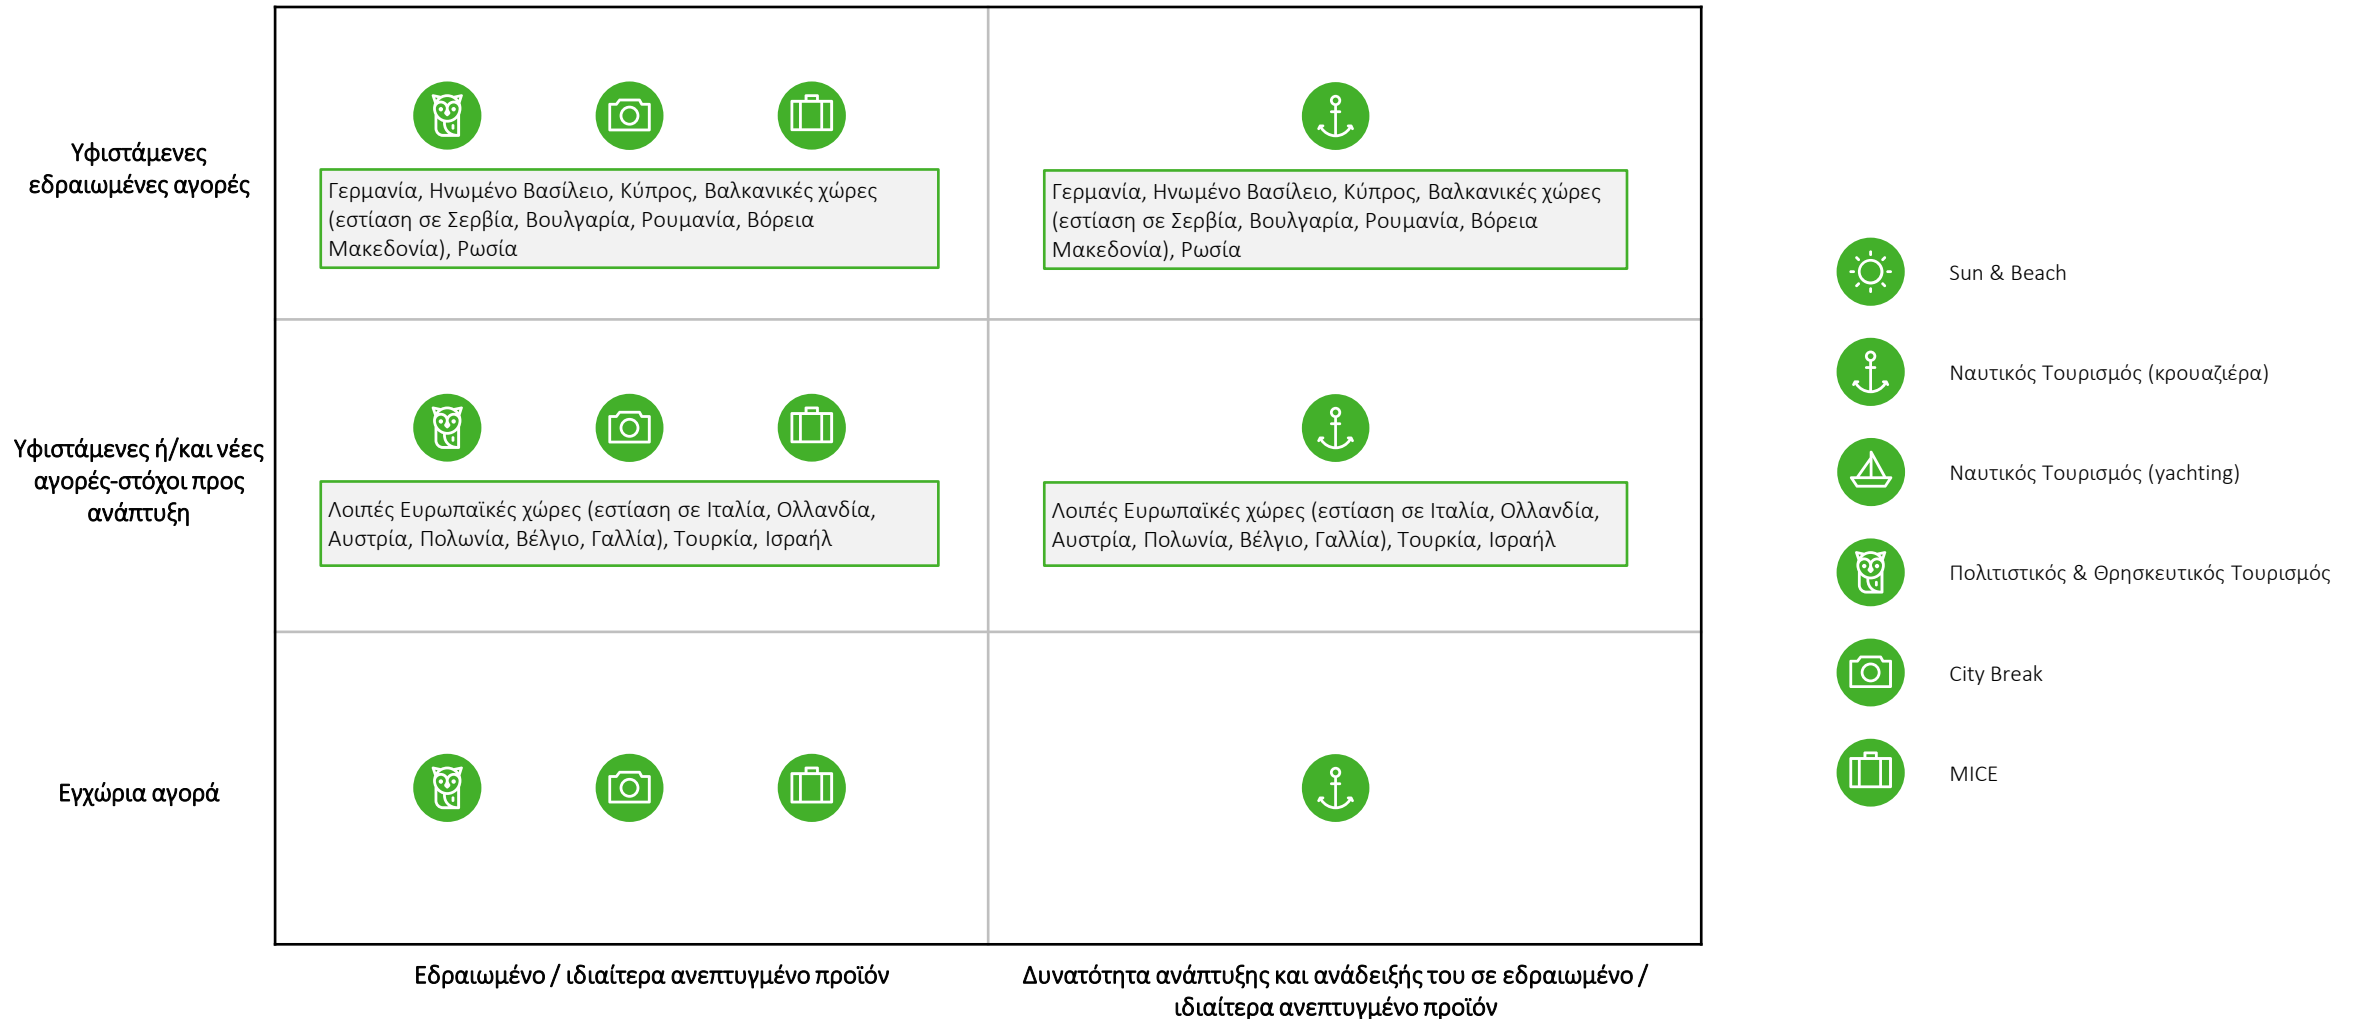 Υφιστάμενες
εδραιωμένες αγορές
Γερμανία, Ηνωμένο Βασίλειο, Κύπρος, Βαλκανικές χώρες
(εστίαση σε Σερβία, Βουλγαρία, Ρουμανία, Βόρεια
Μακεδονία), Ρωσία
Γερμανία, Ηνωμένο Βασίλειο, Κύπρος, Βαλκανικές χώρες
(εστίαση σε Σερβία, Βουλγαρία, Ρουμανία, Βόρεια
Μακεδονία), Ρωσία
Υφιστάμενες ή/και νέες
αγορές-στόχοι προς
ανάπτυξη
Λοιπές Ευρωπαϊκές χώρες (εστίαση σε Ιταλία, Ολλανδία,
Αυστρία, Πολωνία, Βέλγιο, Γαλλία), Τουρκία, Ισραήλ
Λοιπές Ευρωπαϊκές χώρες (εστίαση σε Ιταλία, Ολλανδία,
Αυστρία, Πολωνία, Βέλγιο, Γαλλία), Τουρκία, Ισραήλ
Εγχώρια αγορά
Εδραιωμένο / ιδιαίτερα ανεπτυγμένο προϊόν
Δυνατότητα ανάπτυξης και ανάδειξής του σε εδραιωμένο /
ιδιαίτερα ανεπτυγμένο προϊόν
Sun & Beach
Ναυτικός Τουρισμός (κρουαζιέρα)
Ναυτικός Τουρισμός (yachting)
Πολιτιστικός & Θρησκευτικός Τουρισμός
City Break
MICE